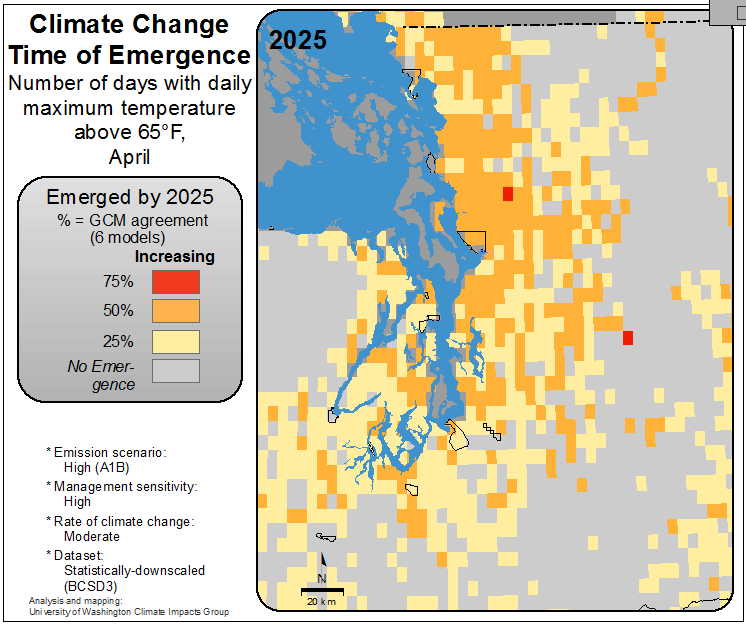 Climate Change
Time of Emergence
Number of days with daily
maximum temperature
above 65°F,
April
Emerged by 2025
% = GCM agreement
(6 models)
Increasing
75%
50%
25%
No Emer-
gence
* Emission scenario:
High (A1B)
* Management sensitivity:
High
* Rate of climate change:
Moderate
* Dataset:
Statistically-downscaled
(BCSD3)
Analysis and mapping:
University of Washington Climate Impacts Group
2025
N
20 km